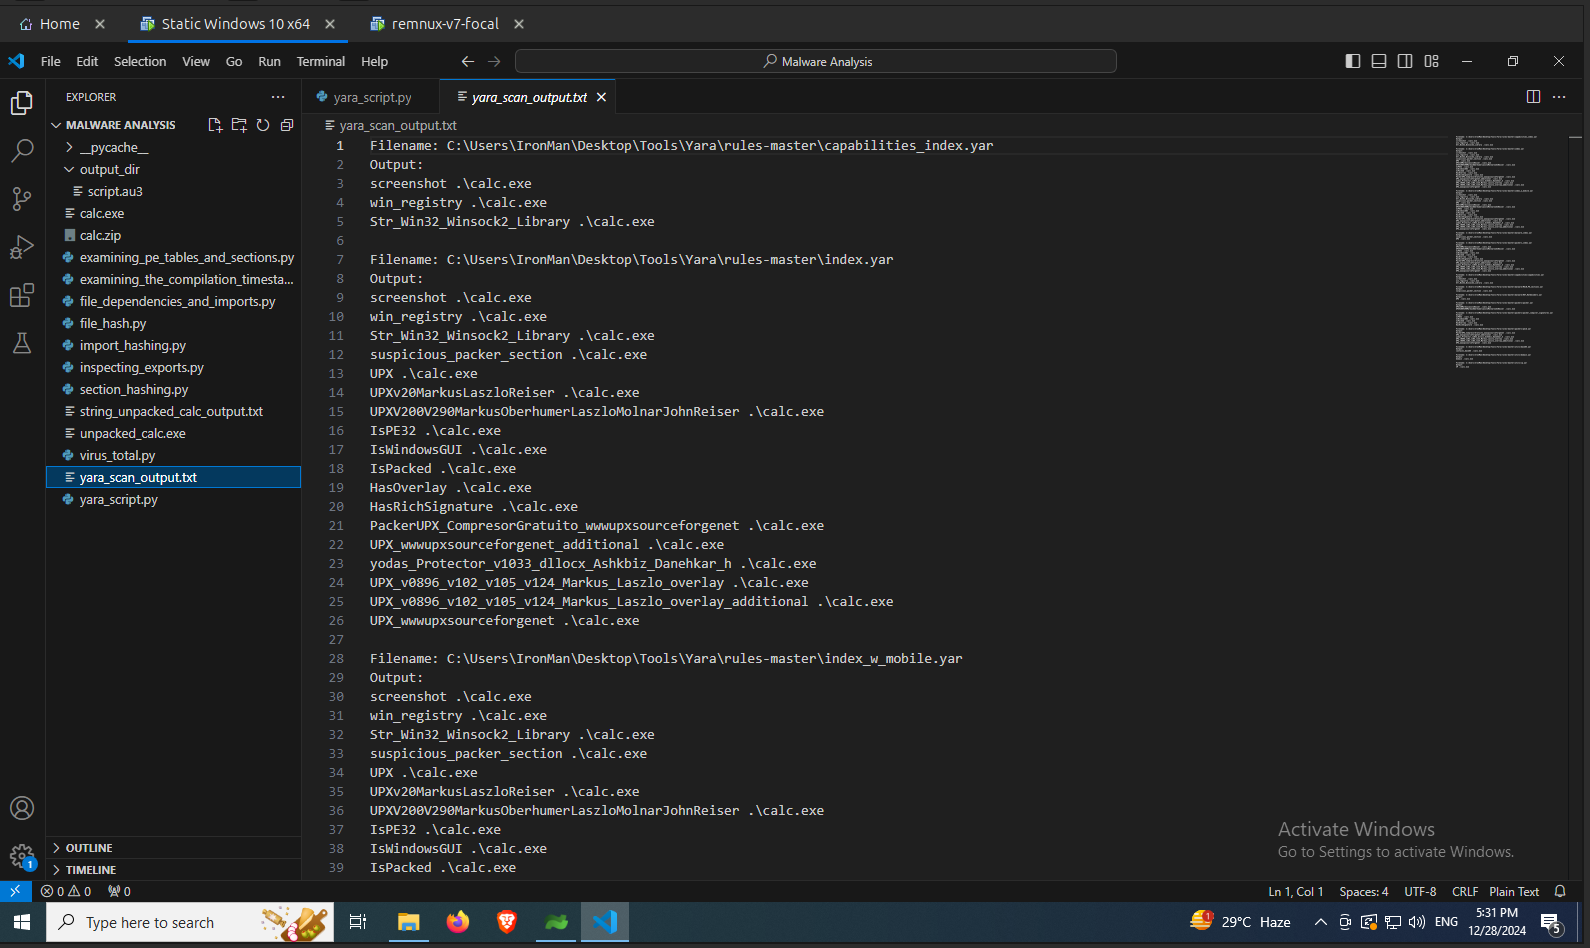 Home
Static Windows 10 x64
remnux-v7-focal
File Edit Selection View Go Run Terminal Help
Malware Analysis
EXPLORER
MALWARE ANALYSIS
__pycache__
output_dir
script.au3
calc.exe
calc.zip
examining_pe_tables_and_sections.py
examining_the_compilation_timesta...
file_dependencies_and_imports.py
file_hash.py
import_hashing.py
inspecting_exports.py
section_hashing.py
string_unpacked_calc_output.txt
unpacked_calc.exe
virus_total.py
yara_scan_output.txt
yara_script.py
OUTLINE
TIMELINE
yara_script.py
yara_scan_output.txt
yara_scan_output.txt
1 Filename: C:\Users\IronMan\Desktop\Tools\Yara\rules-master\capabilities_index.yar
2 Output:
3 screenshot .\calc.exe
4 win_registry .\calc.exe
5 Str_Win32_Winsock2_Library .\calc.exe
6
7 Filename: C:\Users\IronMan\Desktop\Tools\Yara\rules-master\index.yar
8 Output:
9 screenshot .\calc.exe
10 win_registry .\calc.exe
11 Str_Win32_Winsock2_Library .\calc.exe
12 suspicious_packer_section .\calc.exe
13 UPX .\calc.exe
14 UPXv20MarkusLaszloReiser .\calc.exe
15 UPXV200V290MarkusOberhumerLaszloMolnarJohnReiser .\calc.exe
16 IsPE32 .\calc.exe
17 IsWindowsGUI .\calc.exe
18 IsPacked .\calc.exe
19 HasOverlay .\calc.exe
20 HasRichSignature .\calc.exe
21 PackerUPX_CompresorGratuito_wwwupxsourceforgenet .\calc.exe
22 UPX_wwwupxsourceforgenet_additional .\calc.exe
23 yodas_Protector_v1033_dllocx_Ashkbiz_Danehkar_h .\calc.exe
24 UPX_v0896_v102_v105_v124_Markus_Laszlo_overlay .\calc.exe
25 UPX_v0896_v102_v105_v124_Markus_Laszlo_overlay_additional .\calc.exe
26 UPX_wwwupxsourceforgenet .\calc.exe
27
28 Filename: C:\Users\IronMan\Desktop\Tools\Yara\rules-master\index_w_mobile.yar
29 Output:
30 screenshot .\calc.exe
31 win_registry .\calc.exe
32 Str_Win32_Winsock2_Library .\calc.exe
33 suspicious_packer_section .\calc.exe
34 UPX .\calc.exe
35 UPXv20MarkusLaszloReiser .\calc.exe
36 UPXV200V290MarkusOberhumerLaszloMolnarJohnReiser .\calc.exe
37 IsPE32 .\calc.exe
38 IsWindowsGUI .\calc.exe
39 IsPacked .\calc.exe
Activate Windows
Go to Settings to activate Windows.
1
0 0 0
Ln 1, Col 1 Spaces: 4 UTF-8 CRLF Plain Text
Type here to search
1
29°C Haze
ENG
5:31 PM
12/28/2024
5